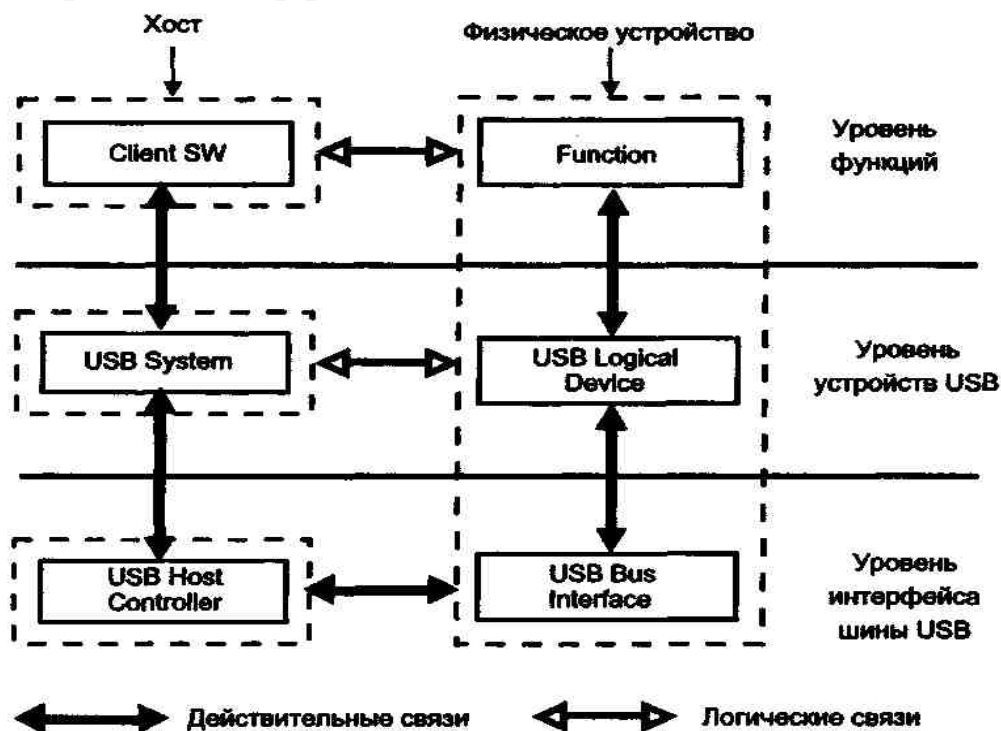 Хост
Физическое устройство
Client SW
Function
Уровень
функций
USB System
USB Logical
Device
Уровень
устройств USB
USB Host
Controller
USB Bus
Interface
Уровень
интерфейса
шины USB
Действительные связи
Логические связи